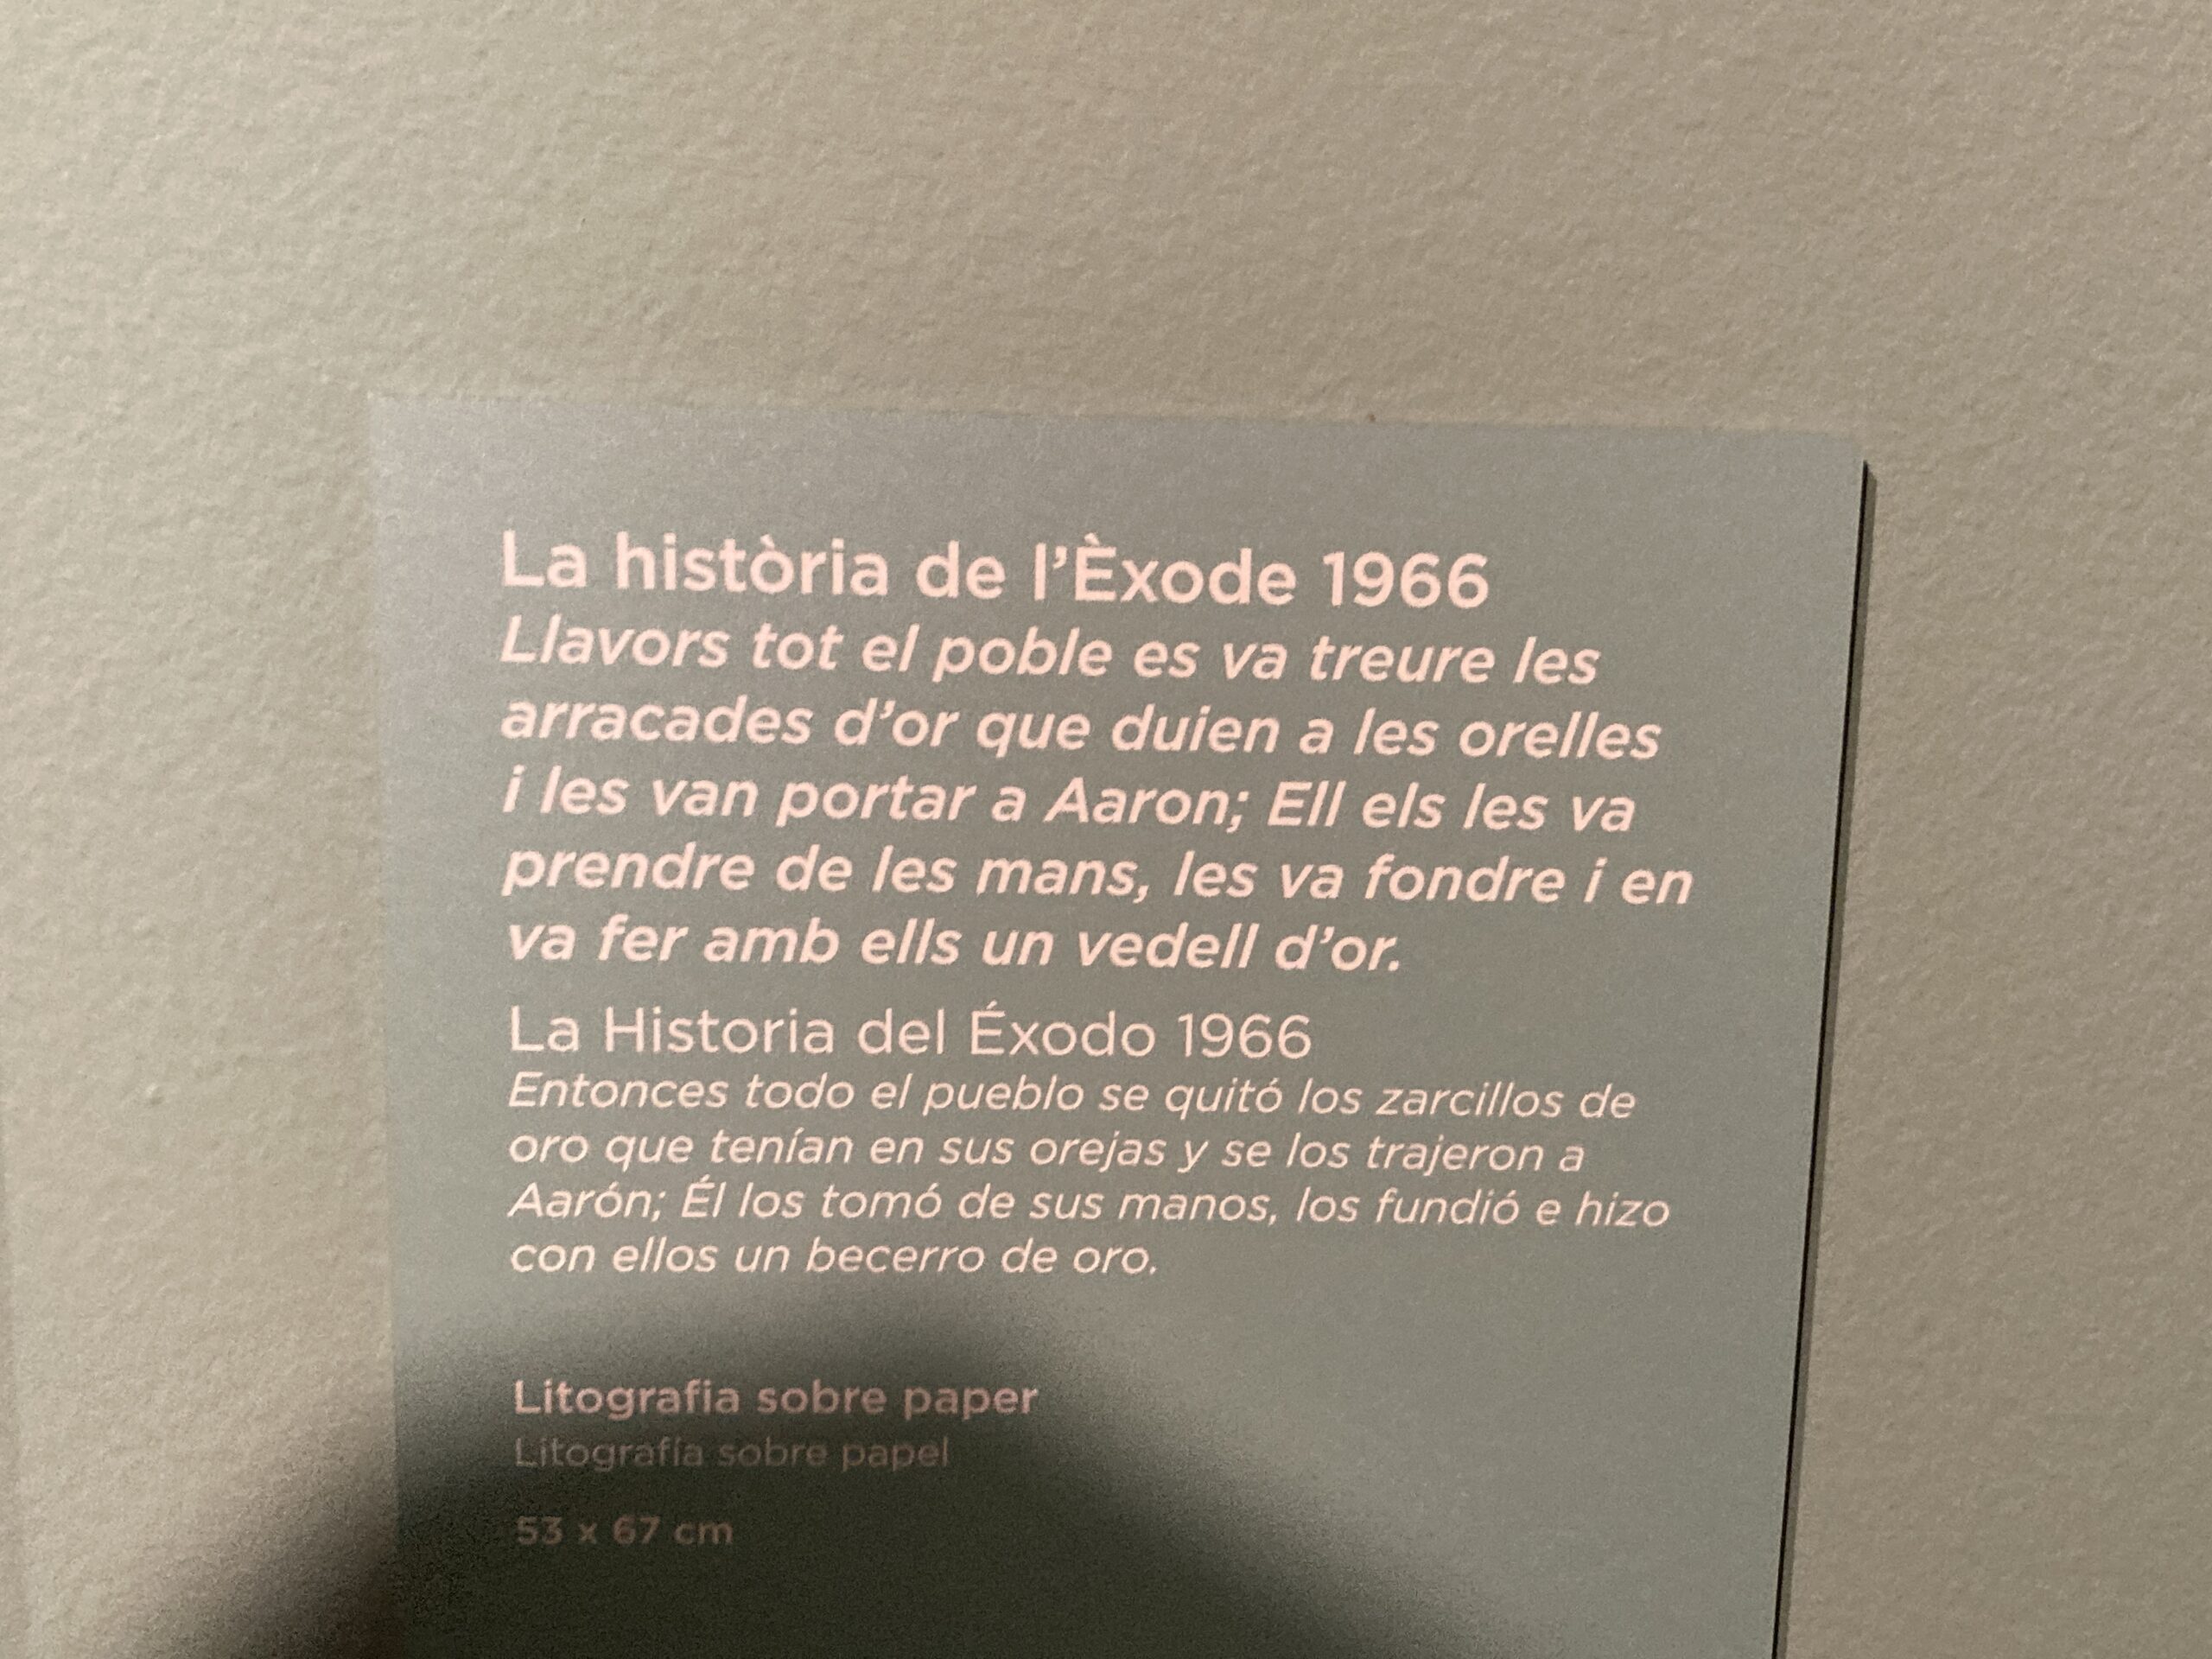 La història de l'Èxode 1966
Llavors tot el poble es va treure les
arracades d'or que duien a les orelles
i les van portar a Aaron; Ell els les va
prendre de les mans, les va fondre i en
va fer amb ells un vedell d'or.
La Historia del Éxodo 1966
Entonces todo el pueblo se quitó los zarcillos de
oro que tenían en sus orejas y se los trajeron a
Aarón; Él los tomó de sus manos, los fundió e hizo
con ellos un becerro de oro.
Litografia sobre paper
Litografía sobre papel
53 x 67 cm